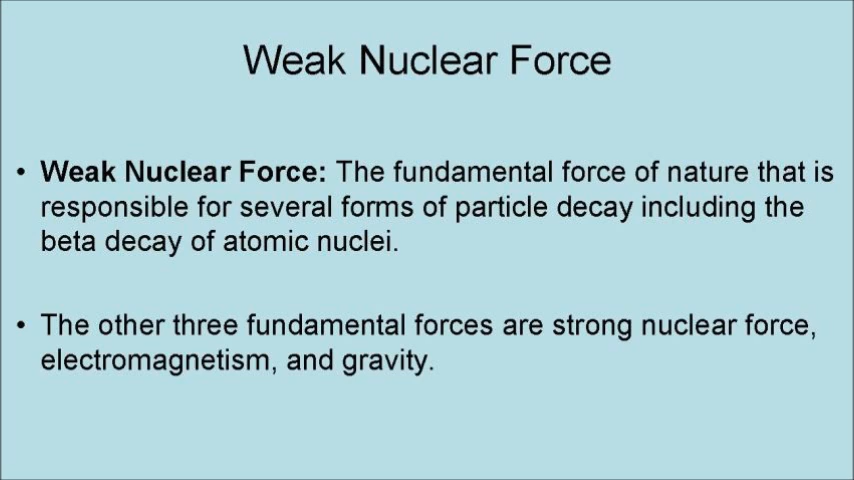 Weak Nuclear Force
• Weak Nuclear Force: The fundamental force of nature that is
responsible for several forms of particle decay including the
beta decay of atomic nuclei.
• The other three fundamental forces are strong nuclear force,
electromagnetism, and gravity.